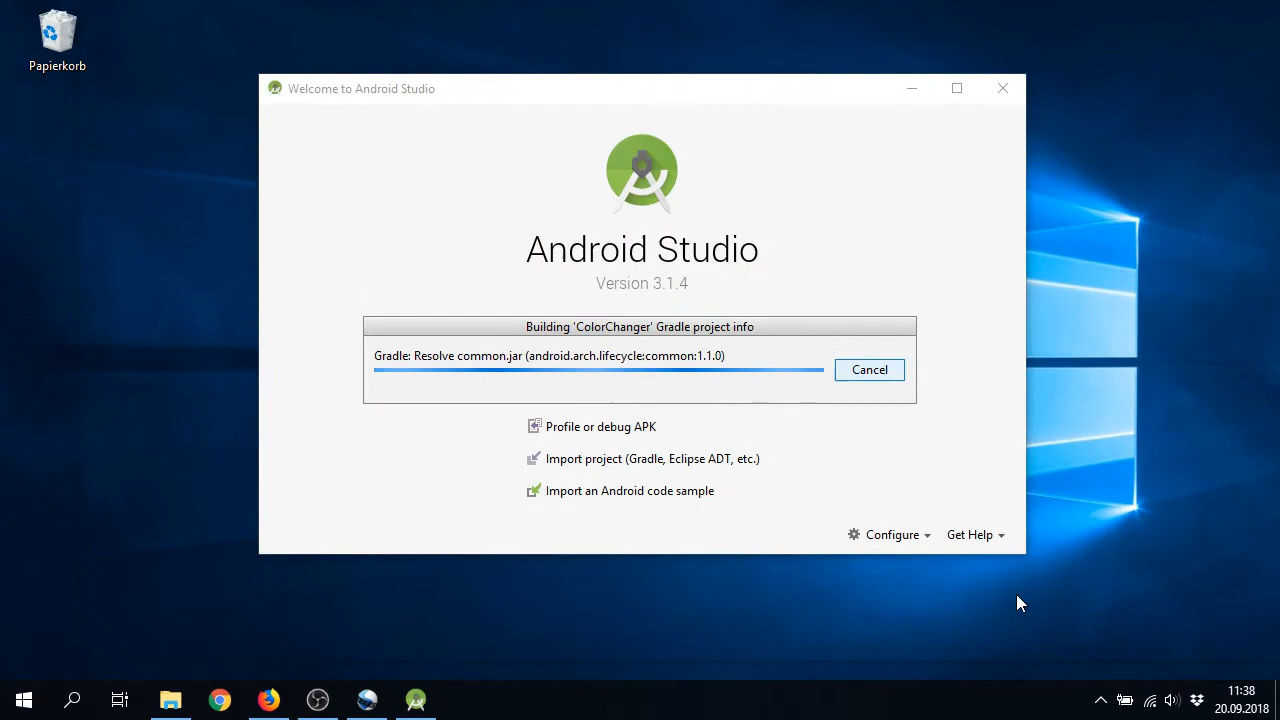 Papierkorb
Welcome to Android Studio
Android Studio
Version 3.1.4
Building 'ColorChanger' Gradle project info
Gradle: Resolve common.jar (android.arch.lifecycle:common:1.1.0)
Cancel
Profile or debug APK
Import project (Gradle, Eclipse ADT, etc.)
Import an Android code sample
Configure
Get Help
11:38
20.09.2018